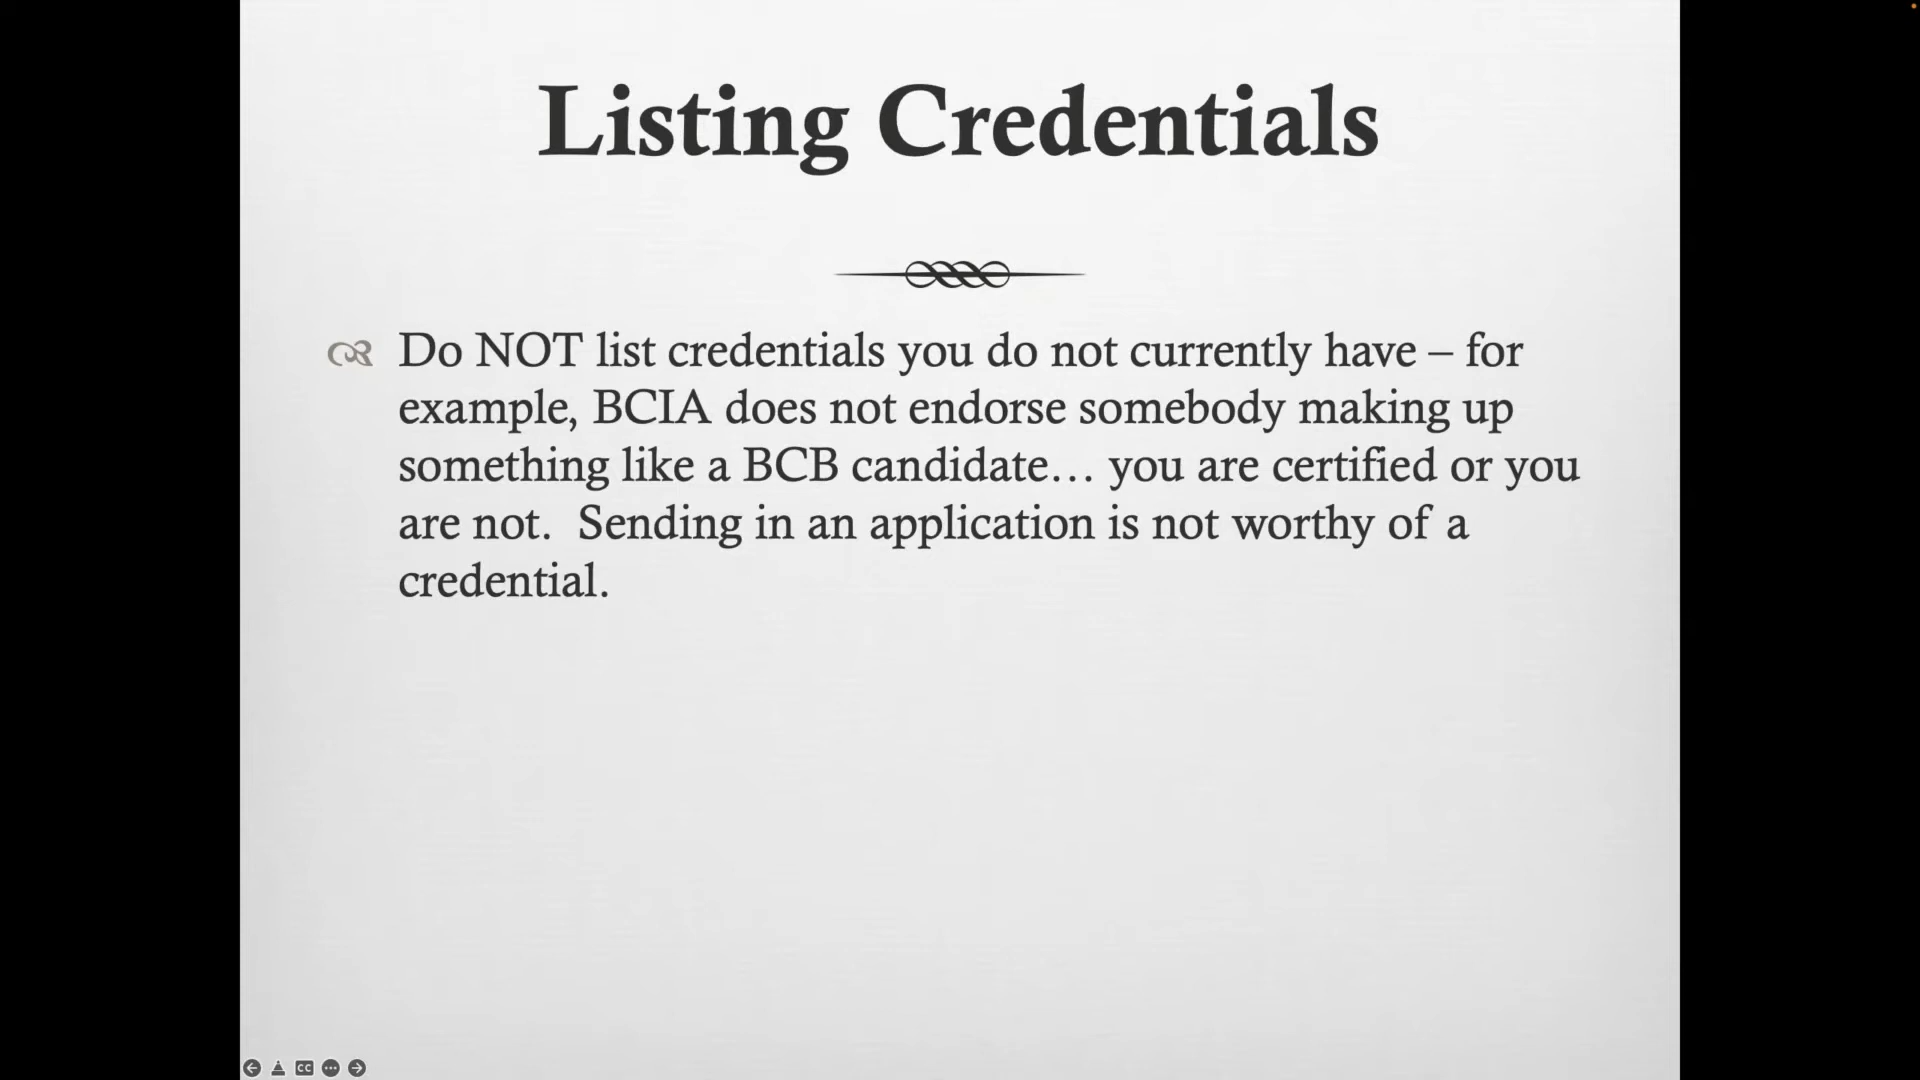 Listing Credentials
Do NOT list credentials you do not currently have – for
example, BCIA does not endorse somebody making up
something like a BCB candidate… you are certified or you
are not.  Sending in an application is not worthy of a
credential.
CC